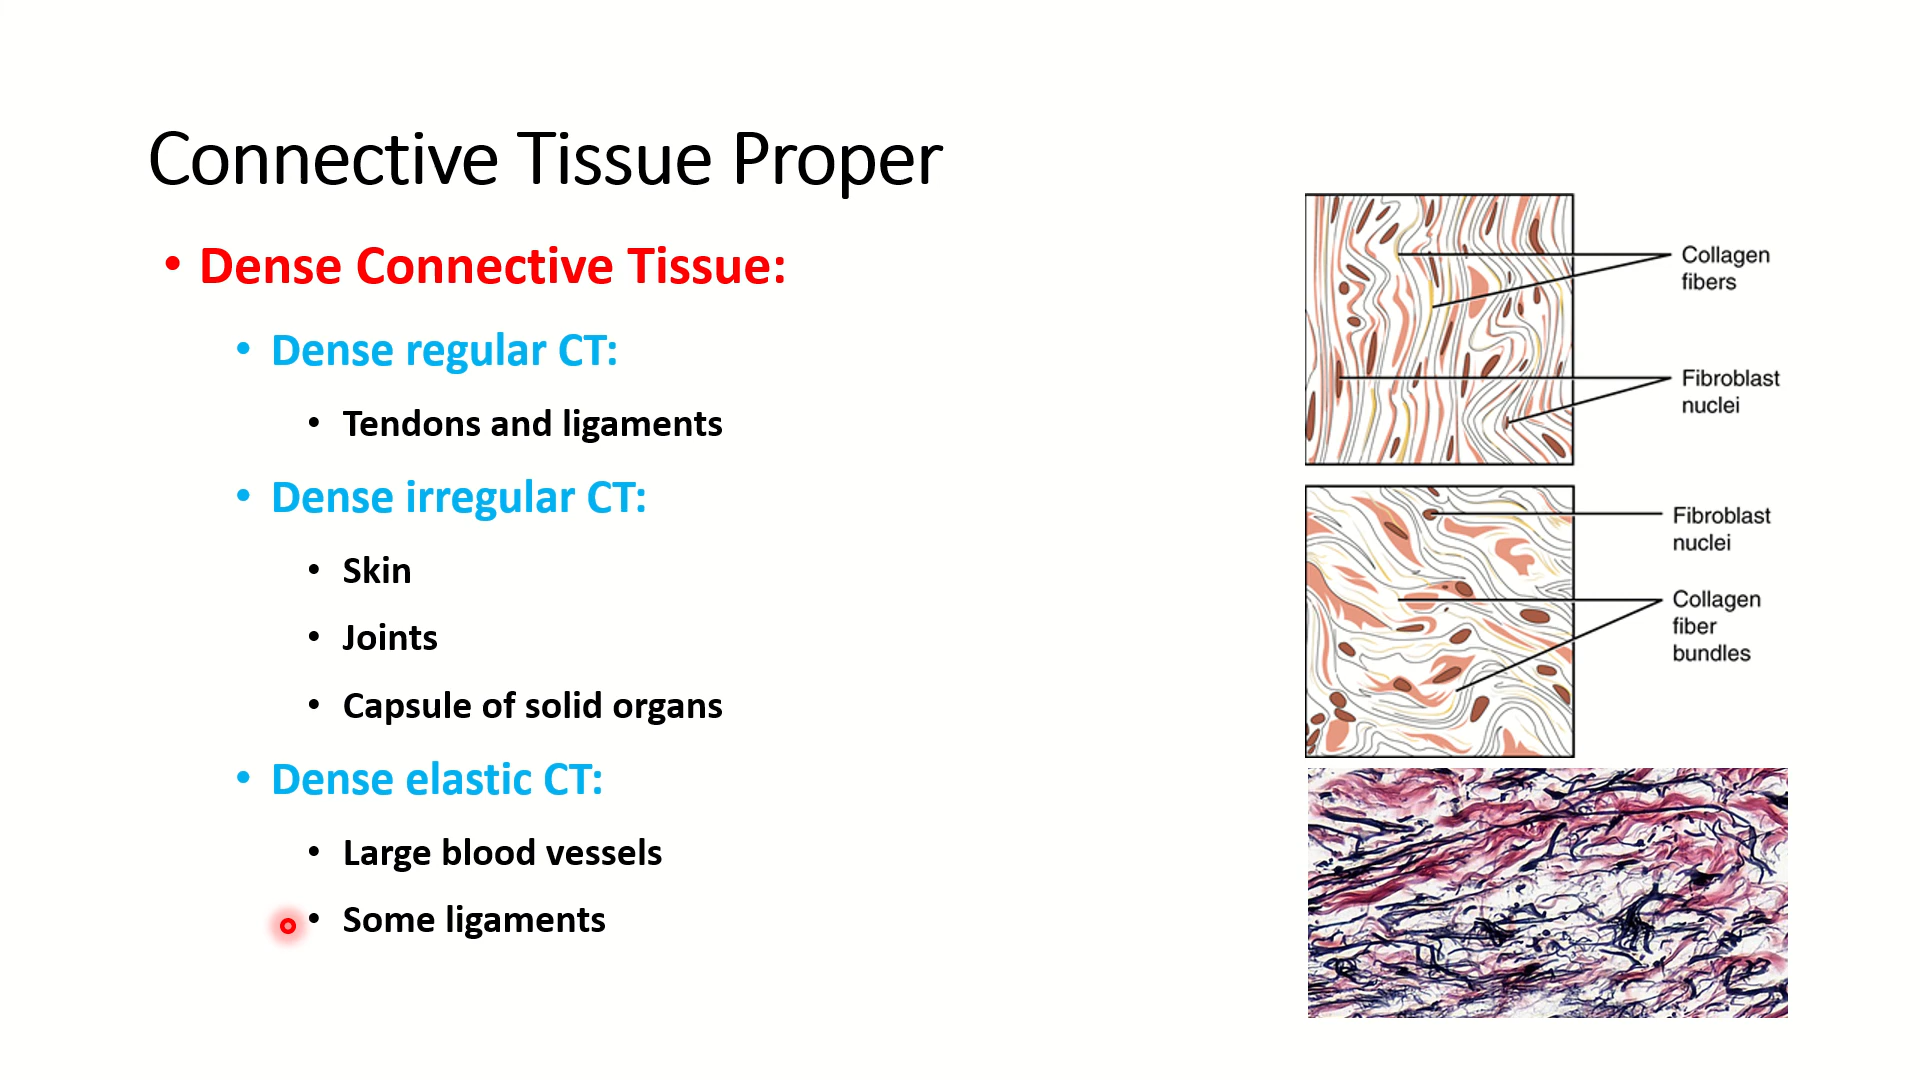 Connective Tissue Proper
• Dense Connective Tissue:
• Dense regular CT:
• Tendons and ligaments
• Dense irregular CT:
• Skin
• Joints
• Capsule of solid organs
• Dense elastic CT:
• Large blood vessels
• Some ligaments
Collagen
fibers
Fibroblast
nuclei
Fibroblast
nuclei
Collagen
fiber
bundles